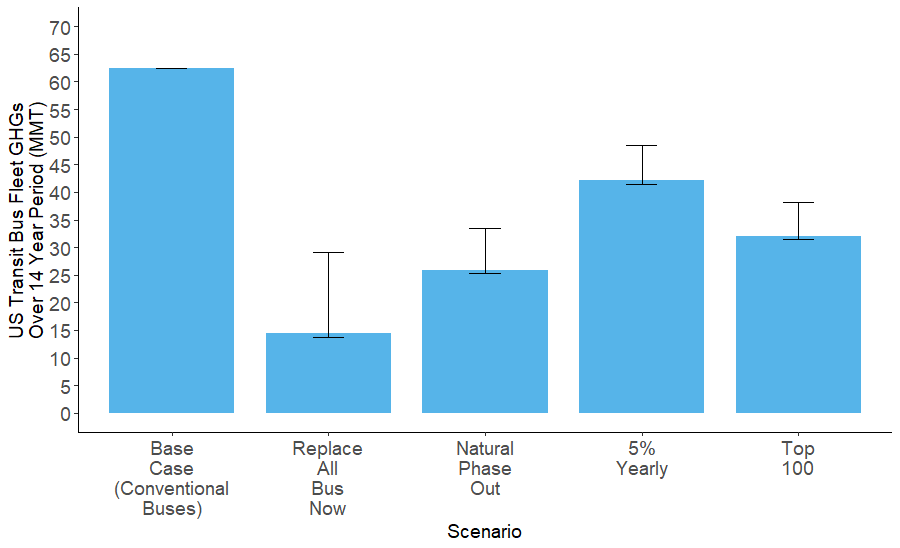 US Transit Bus Fleet GHGs
Over 14 Year Period (MMT)
70
65
60
55
50
45
40
35
30
25
20
15
10
5
0
Base
Case
(Conventional
Buses)
Replace
All
Bus
Now
Natural
Phase
Out
5%
Yearly
Top
100
Scenario